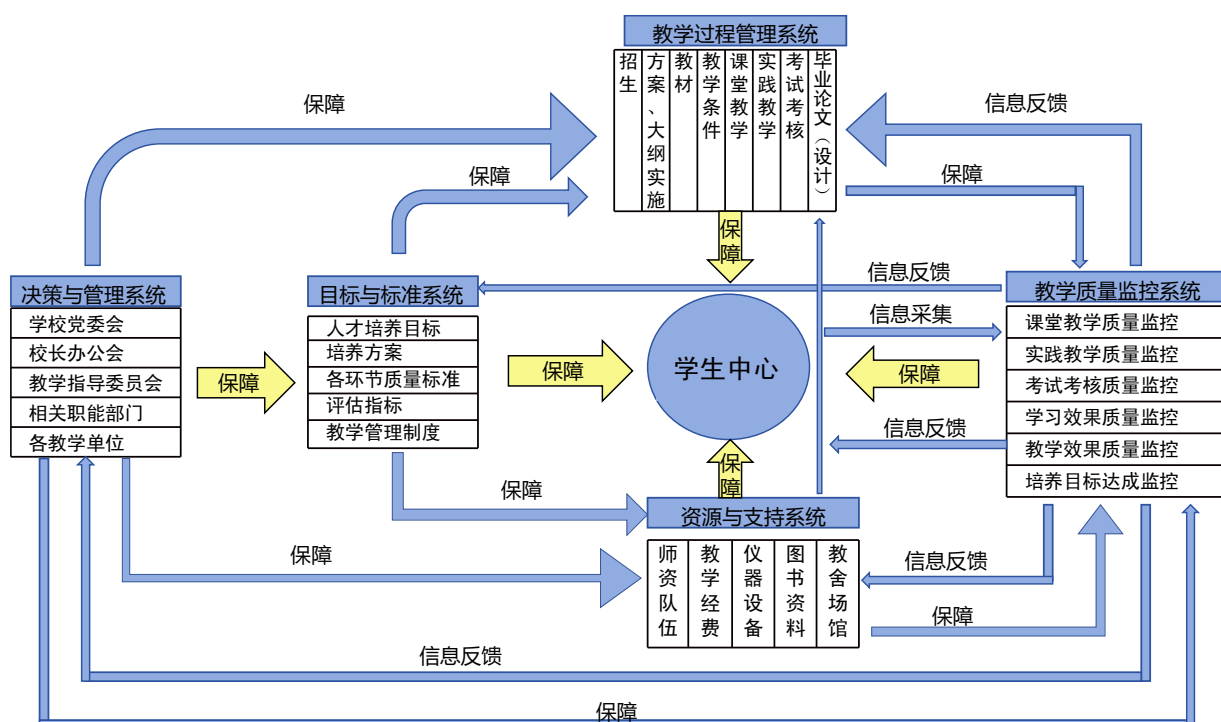 教学过程管理系统
招生
方案、大纲实施
教材
教学条件
课堂教学
实践教学
考试考核
毕业论文（设计）
保障
信息反馈
保障
保障
保障
决策与管理系统
学校党委会
校长办公会
教学指导委员会
相关职能部门
各教学单位
保障
目标与标准系统
人才培养目标
培养方案
各环节质量标准
评估指标
教学管理制度
保障
学生中心
信息反馈
信息采集
保障
信息反馈
教学质量监控系统
课堂教学质量监控
实践教学质量监控
考试考核质量监控
学习效果质量监控
教学效果质量监控
培养目标达成监控
保障
保障
保障
资源与支持系统
师资队伍
教学经费
仪器设备
图书资料
教舍场馆
信息反馈
保障
信息反馈
保障